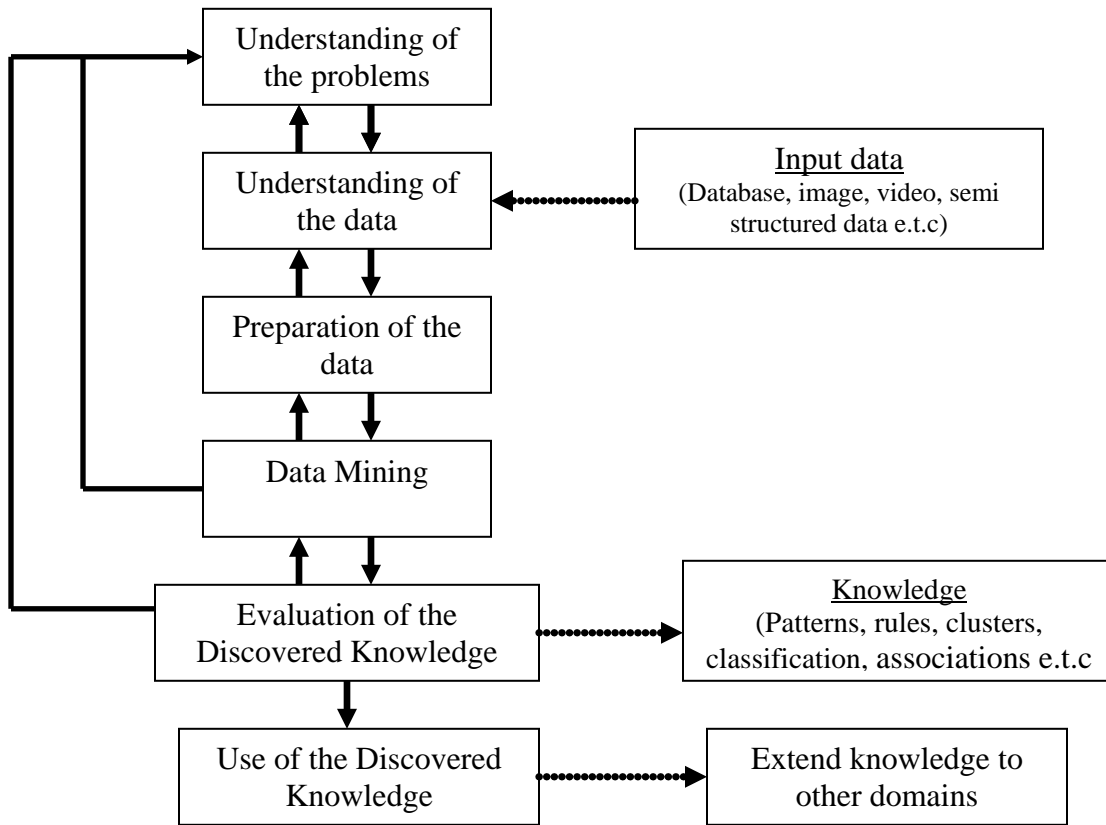 Understanding of
the problems
Understanding of
the data
Input data
(Database, image, video, semi
structured data e.t.c)
Preparation of the
data
Data Mining
Evaluation of the
Discovered Knowledge
Knowledge
(Patterns, rules, clusters,
classification, associations e.t.c
Use of the Discovered
Knowledge
Extend knowledge to
other domains